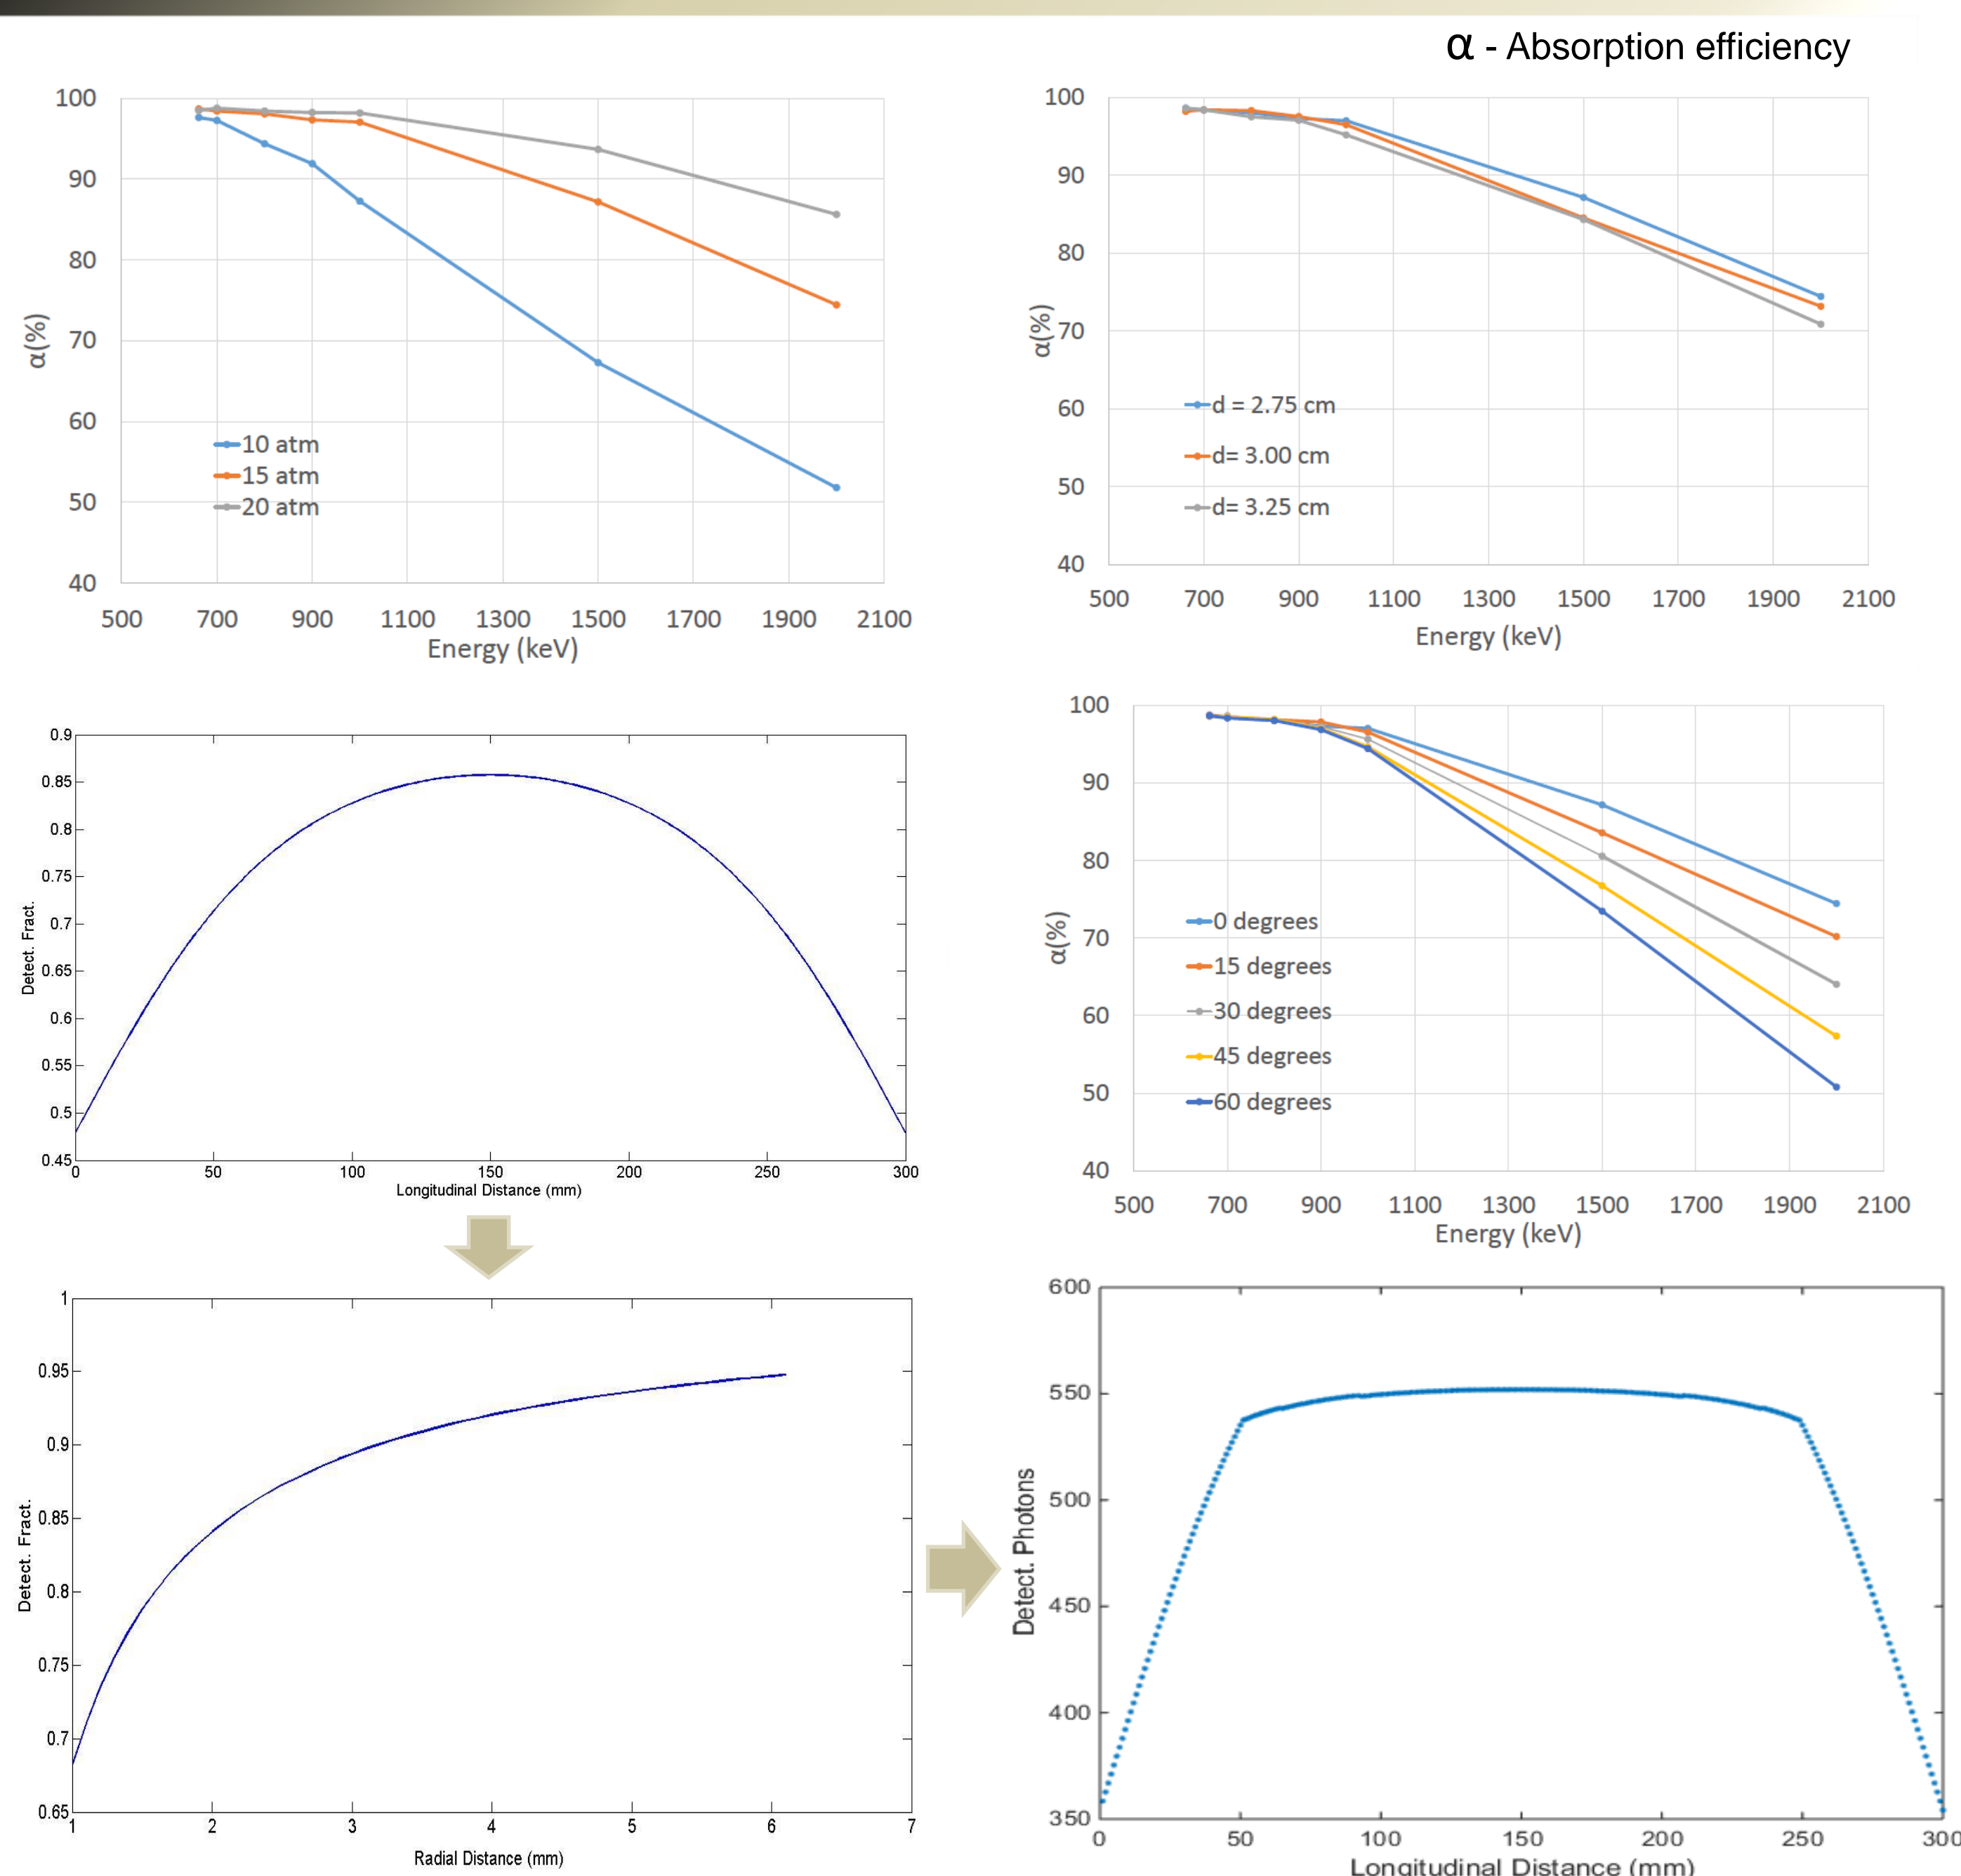 α - Absorption efficiency
100
90
80
70
60
50
40
α(%)
10 atm
15 atm
20 atm
500 700 900 1100 1300 1500 1700 1900 2100
Energy (keV)
100
90
80
70
60
50
40
α(%)
d = 2.75 cm
d= 3.00 cm
d= 3.25 cm
500 700 900 1100 1300 1500 1700 1900 2100
Energy (keV)
0.9
0.85
0.8
0.75
0.7
0.65
0.6
0.55
0.5
0.45
Detect. Fract.
0 50 100 150 200 250 300
Longitudinal Distance (mm)
100
90
80
70
60
50
40
α(%)
0 degrees
15 degrees
30 degrees
45 degrees
60 degrees
500 700 900 1100 1300 1500 1700 1900 2100
Energy (keV)
1
0.95
0.9
0.85
0.8
0.75
0.7
0.65
Detect. Fract.
1 2 3 4 5 6 7
Radial Distance (mm)
600
550
500
450
400
350
Detect. Photons
0 50 100 150 200 250 300
Longitudinal Distance (mm)